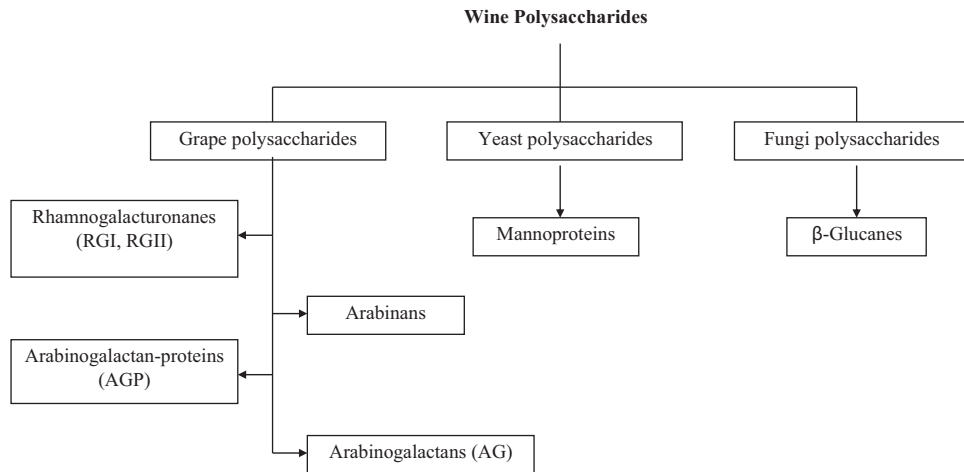 Wine Polysaccharides
Grape polysaccharides
Yeast polysaccharides
Fungi polysaccharides
Rhamnogalacturonanes
(RGI, RGII)
Mannoproteins
β-Glucanes
Arabinans
Arabinogalactan-proteins
(AGP)
Arabinogalactans (AG)